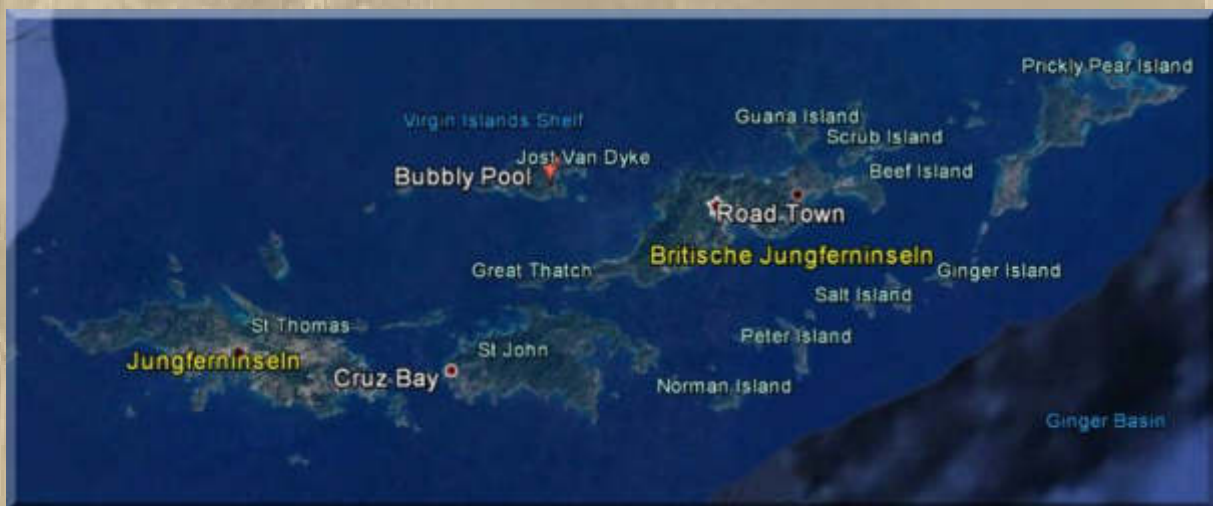 Prickly Pear Island
Guana Island
Virgin Islands Shelf
Scrub Island
Jost Van Dyke
Beef Island
Bubbly Pool
Road Town
Britische Jungferninseln
Great Thatch
Ginger Island
Salt Island
St Thomas
Peter Island
St John
Jungferninseln
Cruz Bay
Norman Island
Ginger Basin